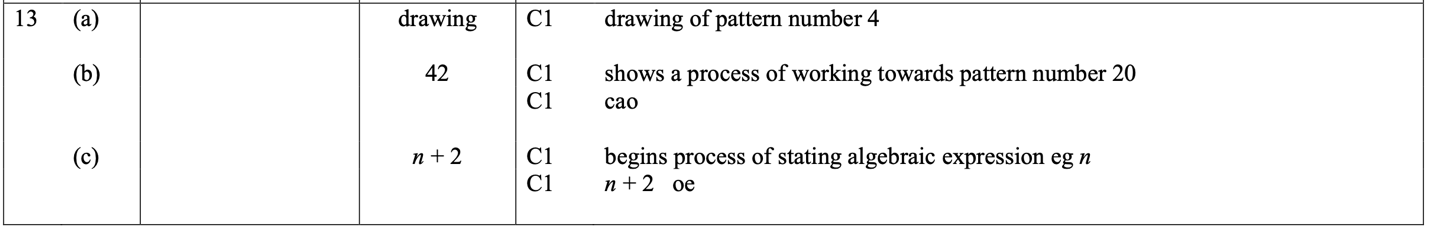 13 (a) drawing C1 drawing of pattern number 4
(b) 42 C1 shows a process of working towards pattern number 20
C1 cao
(c) n + 2 C1 begins process of stating algebraic expression eg n
C1 n + 2 oe